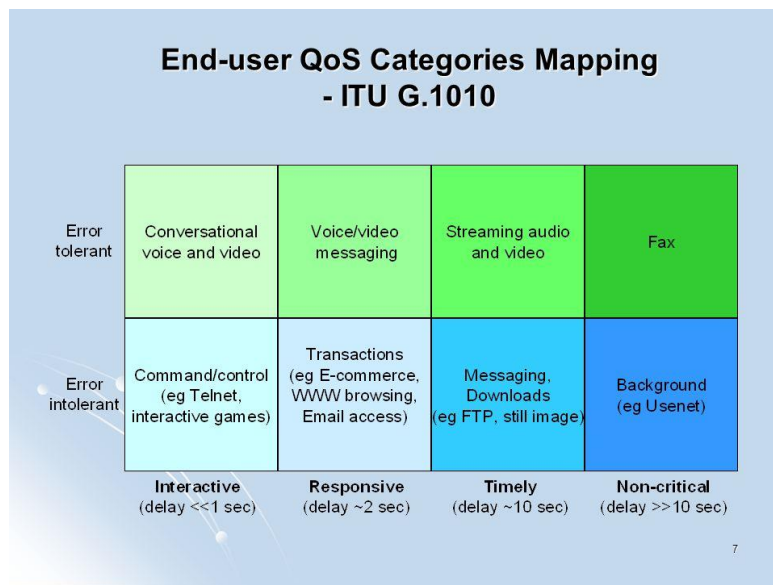 End-user QoS Categories Mapping
- ITU G.1010
Error
tolerant
Conversational
voice and video
Voice/video
messaging
Streaming audio
and video
Fax
Error
intolerant
Command/control
(eg Telnet,
interactive games)
Transactions
(eg E-commerce,
WWW browsing,
Email access)
Messaging,
Downloads
(eg FTP, still image)
Background
(eg Usenet)
Interactive
(delay <<1 sec)
Responsive
(delay ~2 sec)
Timely
(delay ~10 sec)
Non-critical
(delay >>10 sec)
7